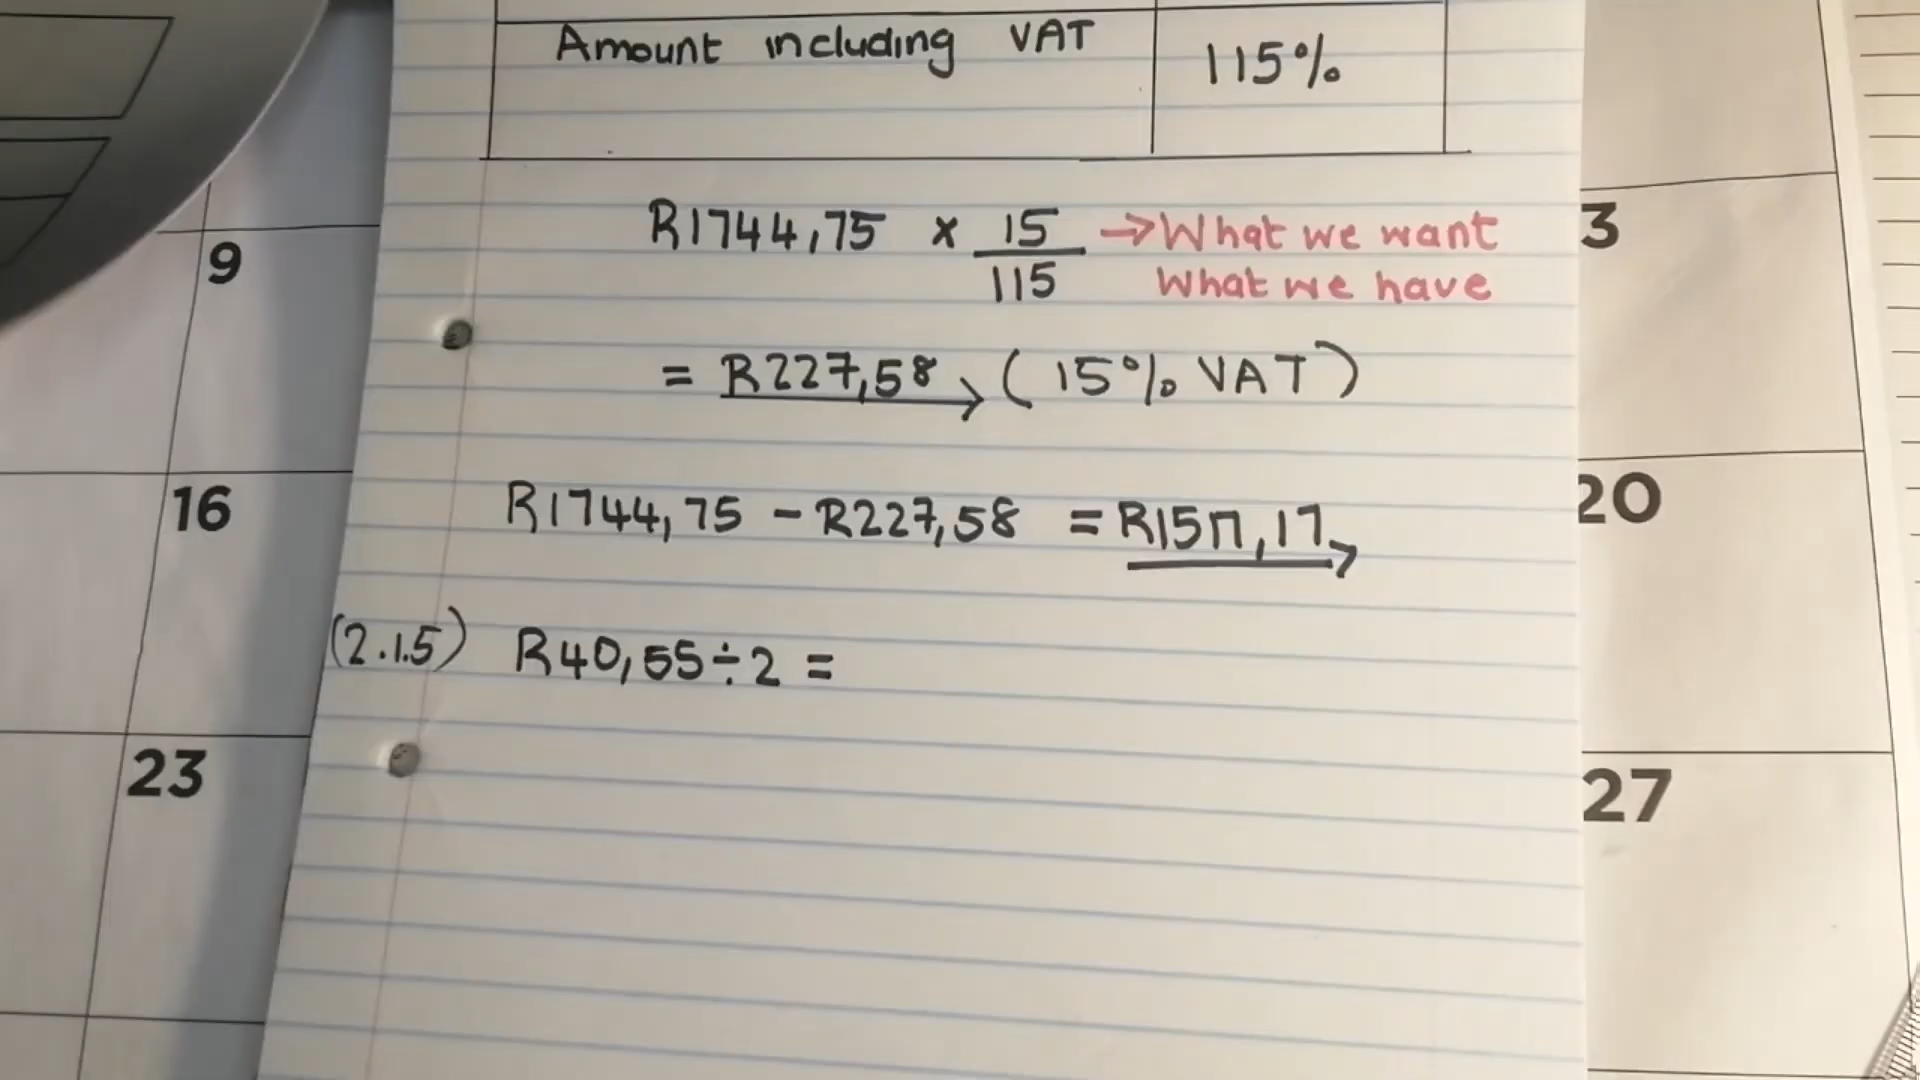 Amount including VAT 115%
R1744,75 × 15 → What we want
115 What we have
= R227,58 (15% VAT)
R1744,75 - R227,58 = R1517,17
(2.1.5) R40,55÷2 =
9
16
23
3
20
27